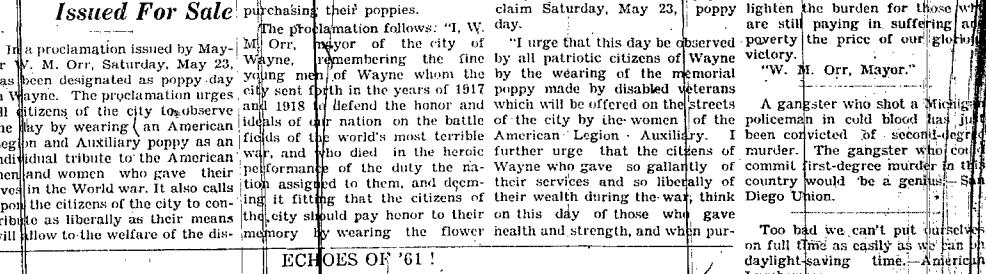 Issued For Sale
In a proclamation issued by May-
W. M. Orr, Saturday, May 23,
been designated as poppy day
Wayne. The proclamation urges
citizens of the city to observe
day by wearing an American
Legion and Auxiliary poppy as an
individual tribute to the American
men and women who gave their
in the World war. It also calls
upon the citizens of the city to con-
tribute as liberally as their means
will allow to the welfare of the dis-
purchasing their poppies.
The proclamation follows: "I, W.
M. Orr, mayor of the city of
Wayne, remembering the fine
young men of Wayne whom the
city sent forth in the years of 1917
and 1918 to defend the honor and
ideals of our nation on the battle
fields of the world's most terrible
war, and who died in the heroic
performance of the duty the na-
tion assigned to them, and deem-
ing it fitting that the citizens of
the city should pay honor to their
memory by wearing the flower
claim Saturday, May 23, poppy
day.
"I urge that this day be observed
by all patriotic citizens of Wayne
by the wearing of the memorial
poppy made by disabled veterans
which will be offered on the streets
of the city by the women of the
American Legion Auxiliary. I
further urge that the citizens of
Wayne who gave so gallantly of
their services and so liberally of
their wealth during the war, think
on this day of those who gave
health and strength, and when pur-
lighten the burden for those who
are still paying in suffering and
poverty the price of our glorious
victory.
"W. M. Orr, Mayor."
A gangster who shot a Michigan
policeman in cold blood has just
been convicted of second-degree
murder. The gangster who could
commit first-degree murder in this
country would be a genius.—San
Diego Union.
Too bad we can't put ourselves
on full time as easily as we can on
daylight-saving time.—American
ECHOES OF '61!